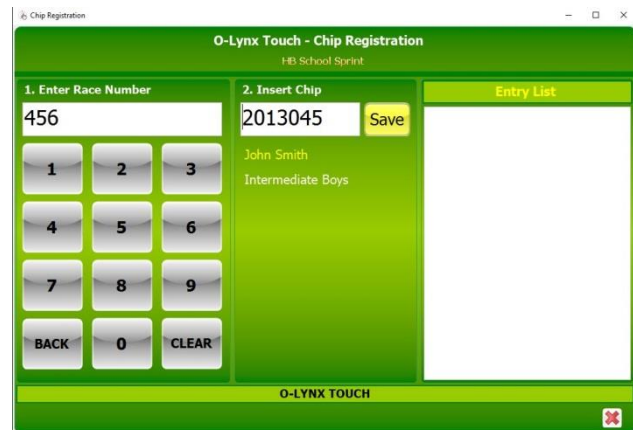 Chip Registration
O-Lynx Touch - Chip Registration
HB School Sprint
1. Enter Race Number
456
1 2 3
4 5 6
7 8 9
BACK 0 CLEAR
2. Insert Chip
2013045 Save
John Smith
Intermediate Boys
Entry List
O-LYNX TOUCH